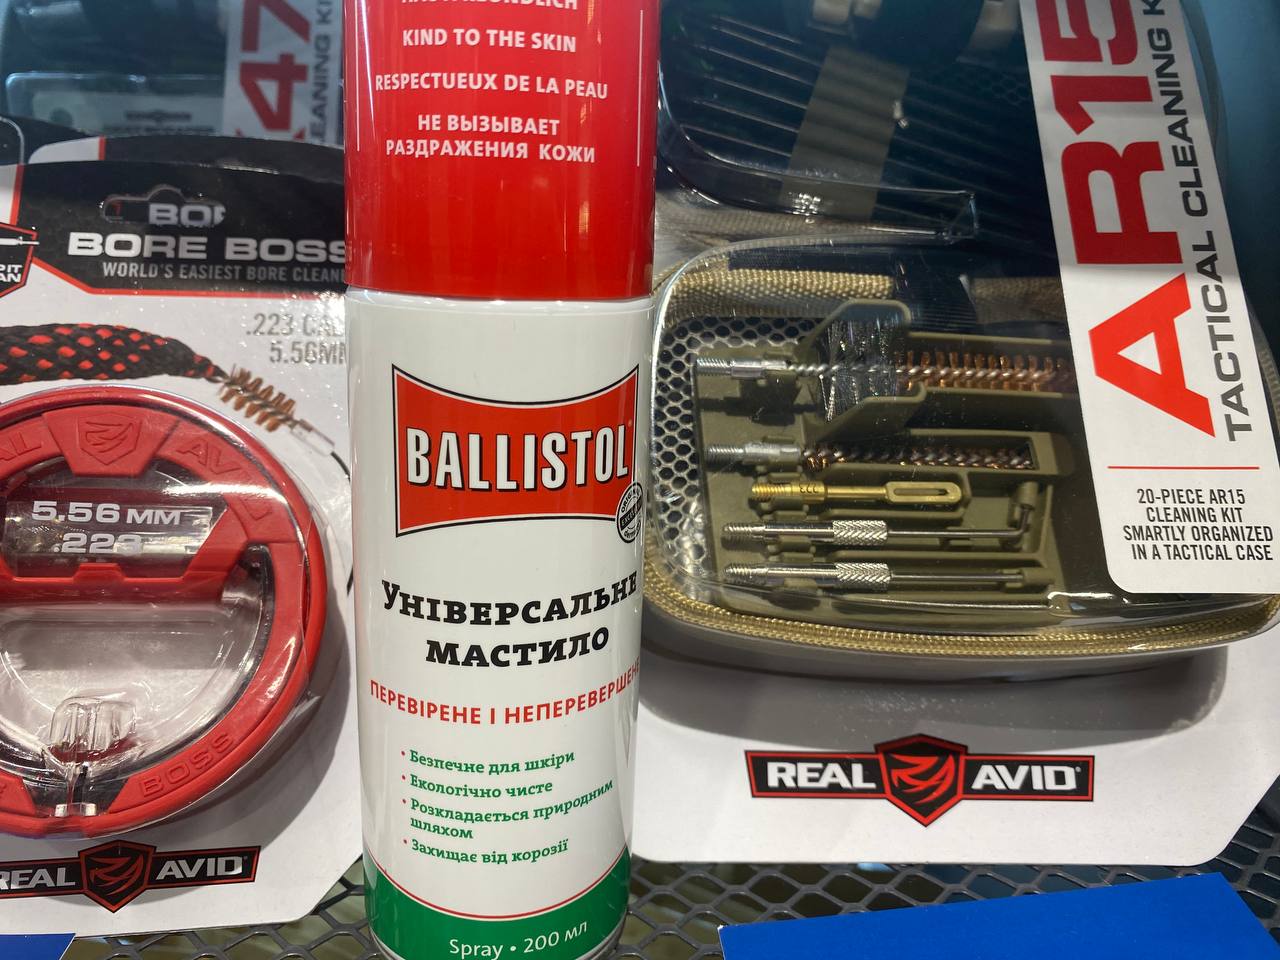 KIND TO THE SKIN
RESPECTUEUX DE LA PEAU
НЕ ВЫЗЫВАЕТ
РАЗДРАЖЕНИЯ КОЖИ
BALLISTOL
УНІВЕРСАЛЬНЕ
МАСТИЛО
ПЕРЕВІРЕНЕ І НЕПЕРЕВЕРШЕНЕ
• Безпечне для шкіри
• Екологічно чисте
• Розкладається природним
шляхом
• Захищає від корозії
Spray • 200 мл
47
BORE BOSS
WORLD'S EASIEST BORE CLEANE
.223 CAL
5.56MM
5.56 MM
.223
BOSS
REAL AVID
AR15
TACTICAL CLEANING K
20-PIECE AR15
CLEANING KIT
SMARTLY ORGANIZED
IN A TACTICAL CASE
REAL AVID